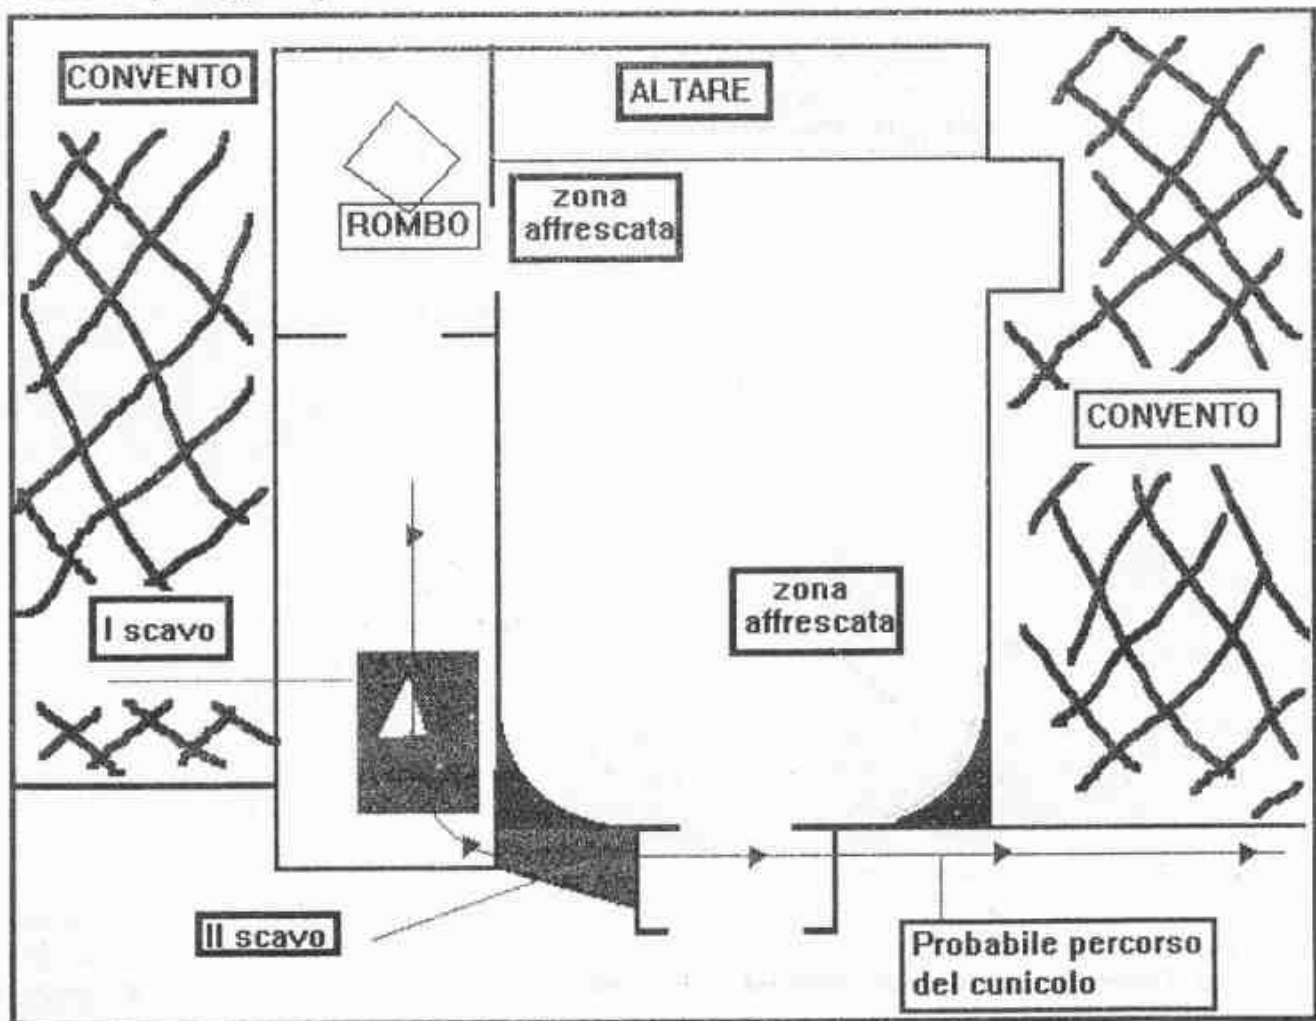 CONVENTO
ALTARE
zona
affrescata
ROMBO
CONVENTO
zona
affrescata
I scavo
II scavo
Probabile percorso
del cunicolo